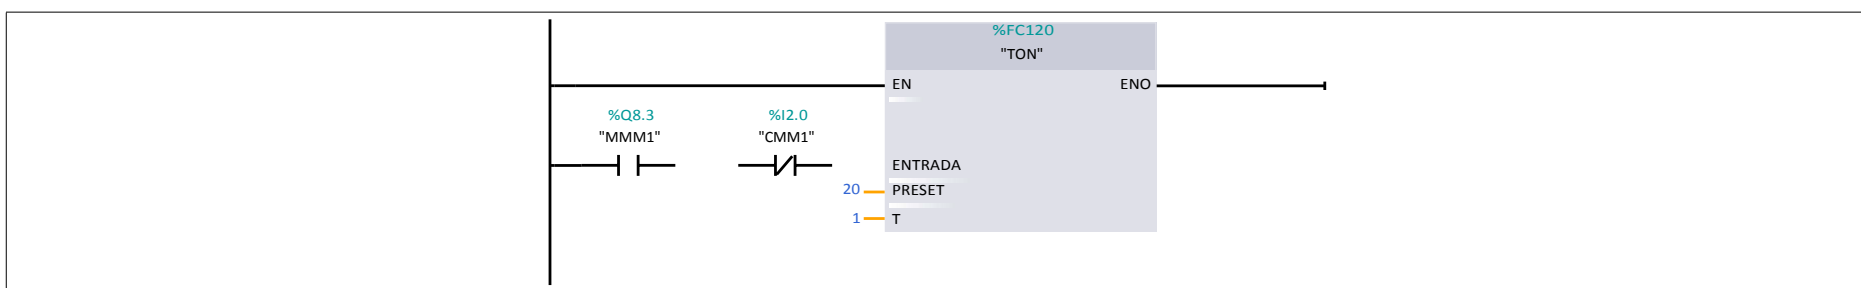 %FC120
"TON"
EN ENO
%Q8.3 %I2.0
"MMM1" "CMM1"
ENTRADA
20 PRESET
1 T